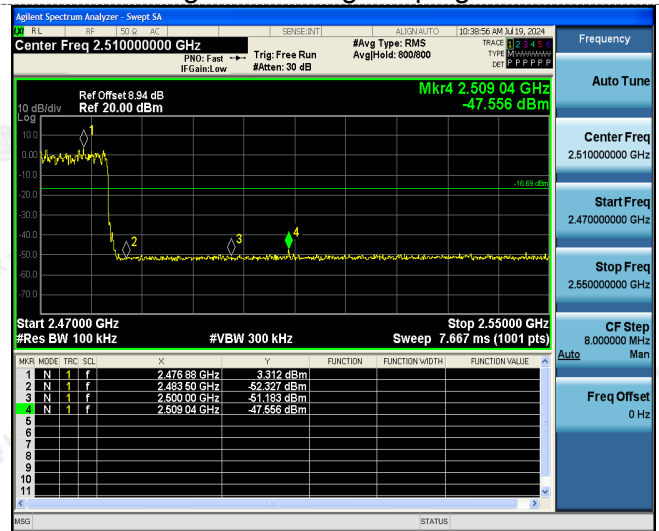 Agilent Spectrum Analyzer - Swept SA
LXI RL RF 50 Ω AC SENSE:INT ALIGN AUTO 10:38:56 AM Jul 19, 2024
Center Freq 2.510000000 GHz
#Avg Type: RMS
TRACE 1 2 3 4 5 6
PNO: Fast
Trig: Free Run
Avg|Hold: 800/800
TYPE M
IFGain:Low
#Atten: 30 dB
DET P P P P P P
Mkr4 2.509 04 GHz
-47.556 dBm
Ref Offset 8.94 dB
10 dB/div Ref 20.00 dBm
Log
1
10.0
0.00
-10.0
-16.69 dBm
-20.0
-30.0
2
3
4
-40.0
-50.0
-60.0
-70.0
Start 2.47000 GHz Stop 2.55000 GHz
#Res BW 100 kHz #VBW 300 kHz Sweep 7.667 ms (1001 pts)
MKR MODE TRC SCL X Y FUNCTION FUNCTION WIDTH FUNCTION VALUE
1 N 1 f 2.476 88 GHz 3.312 dBm
2 N 1 f 2.483 50 GHz -52.327 dBm
3 N 1 f 2.500 00 GHz -51.183 dBm
4 N 1 f 2.509 04 GHz -47.556 dBm
5
6
7
8
9
10
11
MSG STATUS
Frequency
Auto Tune
Center Freq
2.510000000 GHz
Start Freq
2.470000000 GHz
Stop Freq
2.550000000 GHz
CF Step
8.000000 MHz
Auto Man
Freq Offset
0 Hz